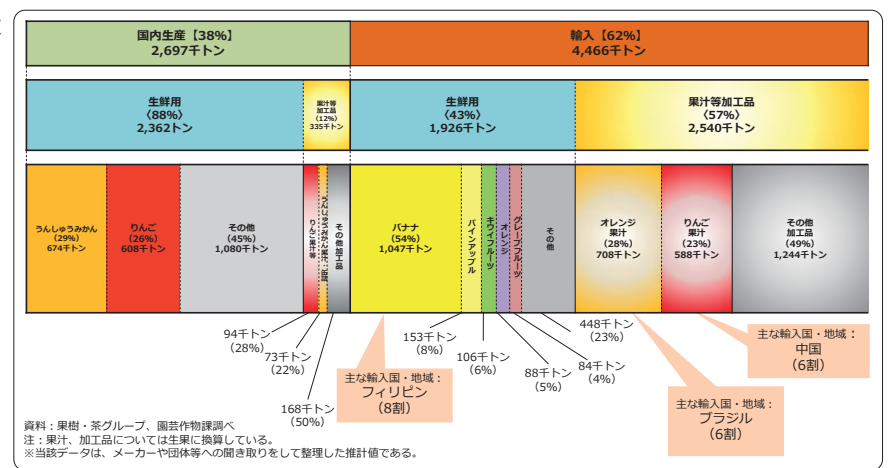 国内生産【38%】
2,697千トン
輸入【62%】
4,466千トン
生鮮用
〈88%〉
2,362トン
果汁等
加工品
〈12%〉
335千トン
生鮮用
〈43%〉
1,926千トン
果汁等加工品
〈57%〉
2,540千トン
うんしゅうみかん
(29%)
674千トン
りんご
(26%)
608千トン
その他
(45%)
1,080千トン
りんご果汁等
その他加工品
バナナ
(54%)
1,047千トン
パインアップル
キウイフルーツ
オレンジ
グレープフルーツ
その他
オレンジ
果汁
(28%)
708千トン
りんご
果汁
(23%)
588千トン
その他
加工品
(49%)
1,244千トン
94千トン
(28%)
73千トン
(22%)
168千トン
(50%)
主な輸入国・地域：
フィリピン
(8割)
153千トン
(8%)
106千トン
(6%)
88千トン
(5%)
84千トン
(4%)
448千トン
(23%)
主な輸入国・地域：
ブラジル
(6割)
主な輸入国・地域：
中国
(6割)
資料：果樹・茶グループ、園芸作物課調べ
注：果汁、加工品については生果に換算している。
※当該データは、メーカーや団体等への聞き取りをして整理した推計値である。